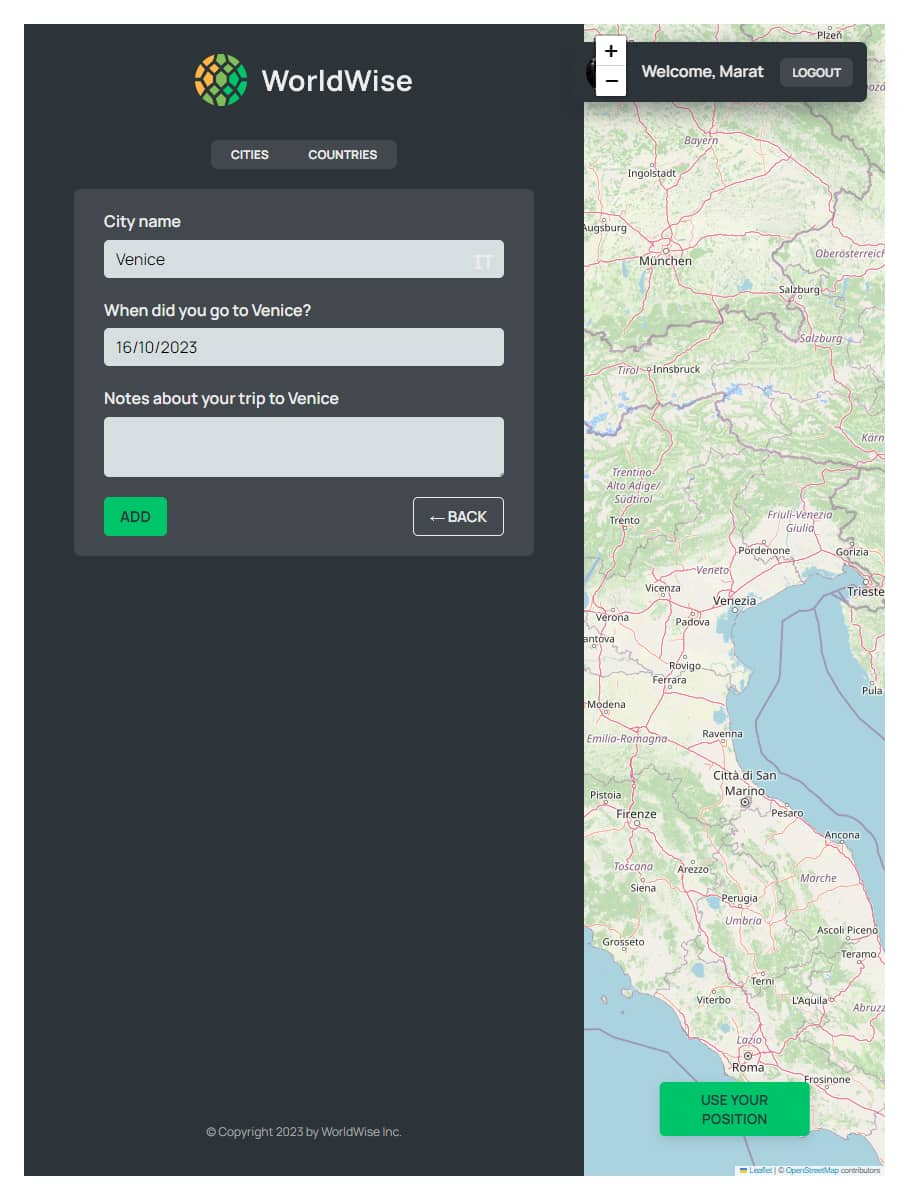 WorldWise
CITIES COUNTRIES
City name
Venice IT
When did you go to Venice?
16/10/2023
Notes about your trip to Venice
ADD ← BACK
© Copyright 2023 by WorldWise Inc.
+
−
Welcome, Marat LOGOUT
Plzeň
Bayern
Ingolstadt
Augsburg
München
Oberösterreich
Salzburg
Salzburg
Tirol
Innsbruck
Trentino-
Alto Adige/
Südtirol
Trento
Friuli-Venezia
Giulia
Pordenone
Gorizia
Veneto
Vicenza
Venezia
Trieste
Verona
Padova
antova
Rovigo
Ferrara
Pula
Modena
Ravenna
Emilia-Romagna
Città di San
Marino
Pistoia
Firenze
Pesaro
Ancona
Toscana
Arezzo
Marche
Siena
Perugia
Umbria
Ascoli Piceno
Grosseto
Teramo
Terni
Viterbo
L'Aquila
Abruzz
Lazio
Roma
Frosinone
USE YOUR
POSITION
Leaflet | © OpenStreetMap contributors